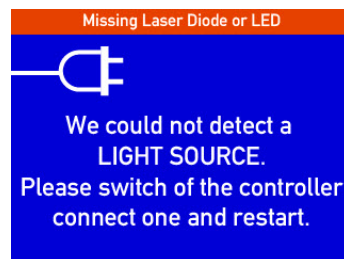 Missing Laser Diode or LED
We could not detect a
LIGHT SOURCE.
Please switch of the controller
connect one and restart.